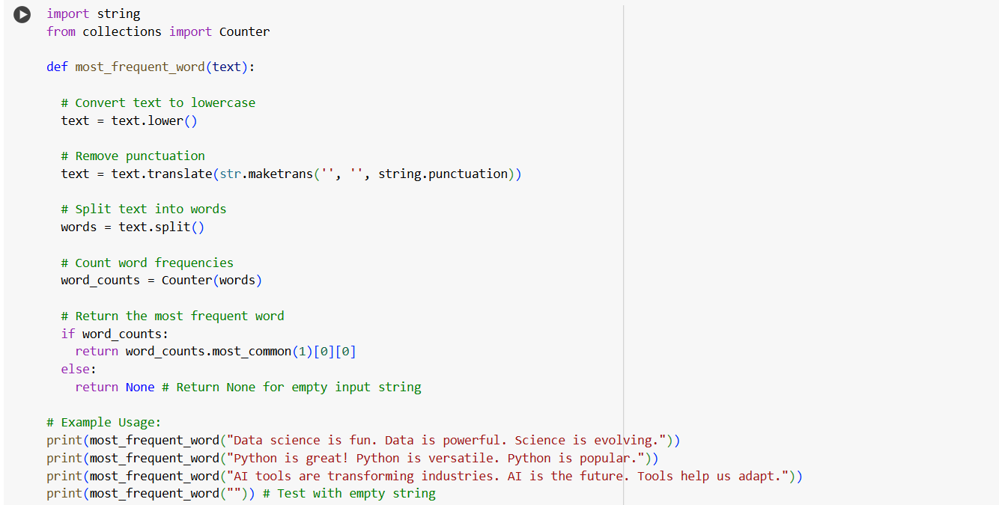 import string
from collections import Counter

def most_frequent_word(text):

  # Convert text to lowercase
  text = text.lower()

  # Remove punctuation
  text = text.translate(str.maketrans('', '', string.punctuation))

  # Split text into words
  words = text.split()

  # Count word frequencies
  word_counts = Counter(words)

  # Return the most frequent word
  if word_counts:
    return word_counts.most_common(1)[0][0]
  else:
    return None # Return None for empty input string

# Example Usage:
print(most_frequent_word("Data science is fun. Data is powerful. Science is evolving."))
print(most_frequent_word("Python is great! Python is versatile. Python is popular."))
print(most_frequent_word("AI tools are transforming industries. AI is the future. Tools help us adapt."))
print(most_frequent_word("")) # Test with empty string